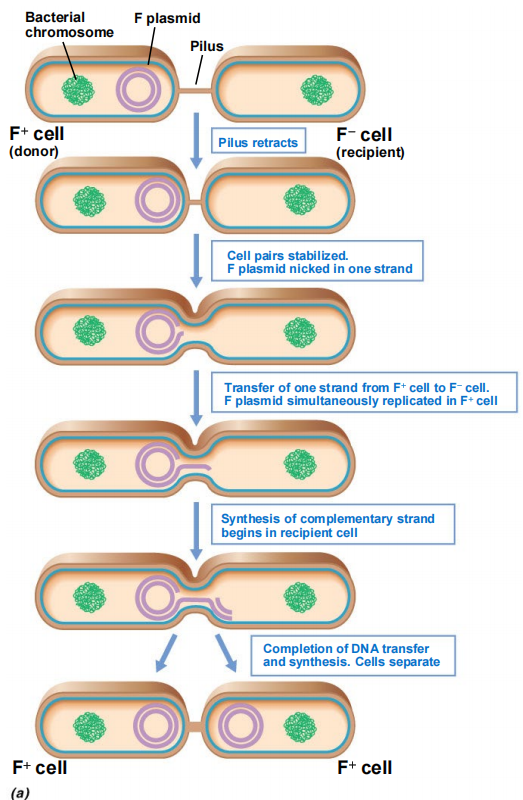 Bacterial
chromosome
F plasmid
Pilus
F⁺ cell
(donor)
F⁻ cell
(recipient)
Pilus retracts
Cell pairs stabilized.
F plasmid nicked in one strand
Transfer of one strand from F⁺ cell to F⁻ cell.
F plasmid simultaneously replicated in F⁺ cell
Synthesis of complementary strand
begins in recipient cell
Completion of DNA transfer
and synthesis. Cells separate
F⁺ cell
F⁺ cell
(a)